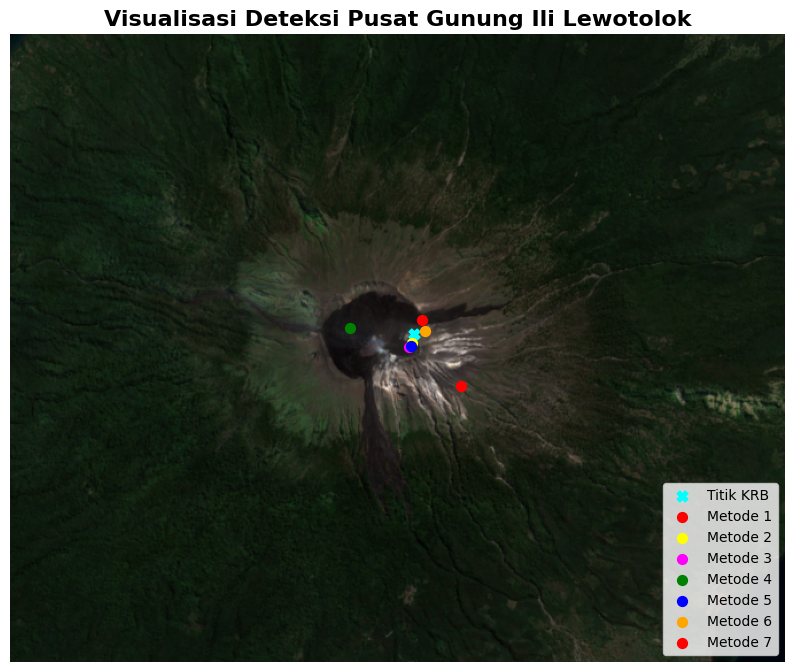 Visualisasi Deteksi Pusat Gunung Ili Lewotolok
Titik KRB
Metode 1
Metode 2
Metode 3
Metode 4
Metode 5
Metode 6
Metode 7